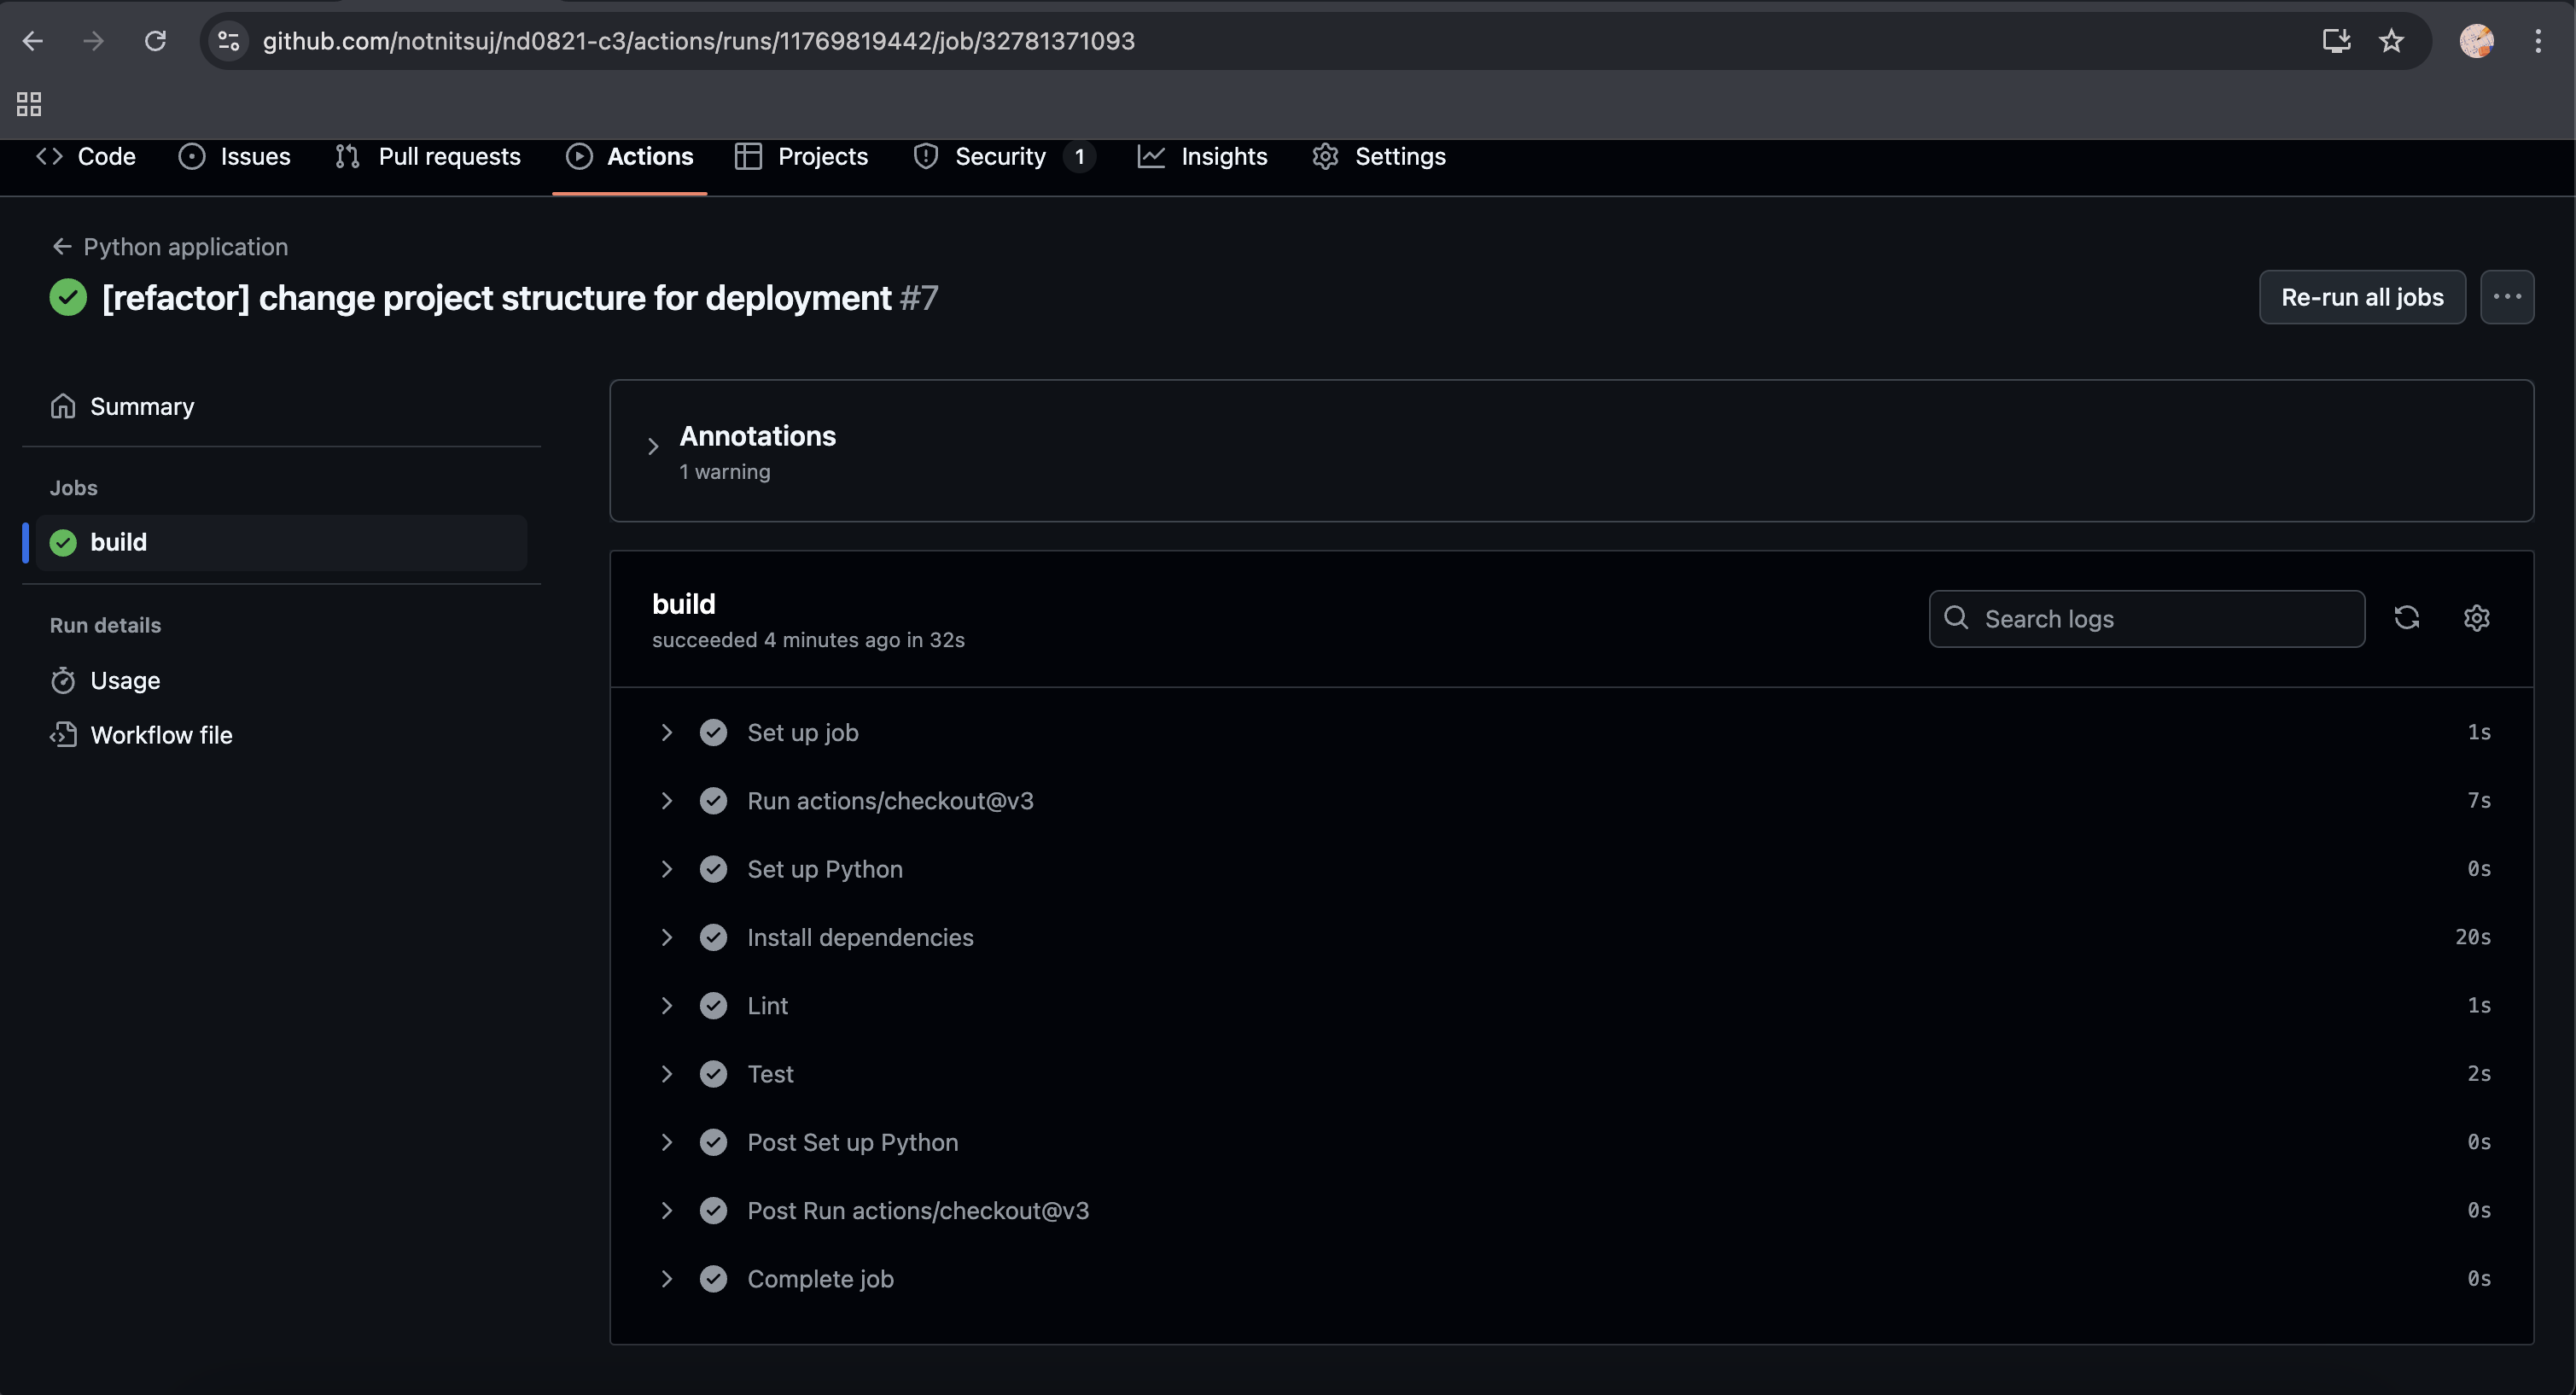 github.com/notnitsuj/nd0821-c3/actions/runs/11769819442/job/32781371093
Code Issues Pull requests Actions Projects Security 1 Insights Settings
Python application
[refactor] change project structure for deployment #7
Re-run all jobs
Summary
Jobs
build
Run details
Usage
Workflow file
Annotations
1 warning
build
succeeded 4 minutes ago in 32s
Search logs
Set up job 1s
Run actions/checkout@v3 7s
Set up Python 0s
Install dependencies 20s
Lint 1s
Test 2s
Post Set up Python 0s
Post Run actions/checkout@v3 0s
Complete job 0s